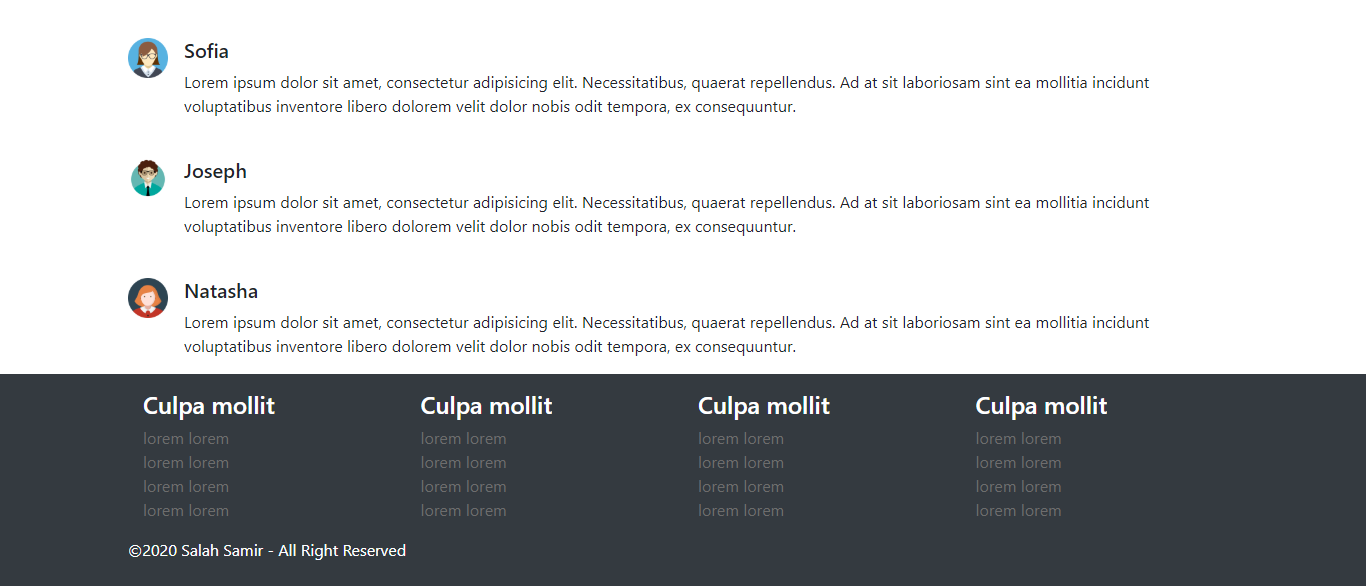 Sofia
Lorem ipsum dolor sit amet, consectetur adipisicing elit. Necessitatibus, quaerat repellendus. Ad at sit laboriosam sint ea mollitia incidunt
voluptatibus inventore libero dolorem velit dolor nobis odit tempora, ex consequuntur.
Joseph
Lorem ipsum dolor sit amet, consectetur adipisicing elit. Necessitatibus, quaerat repellendus. Ad at sit laboriosam sint ea mollitia incidunt
voluptatibus inventore libero dolorem velit dolor nobis odit tempora, ex consequuntur.
Natasha
Lorem ipsum dolor sit amet, consectetur adipisicing elit. Necessitatibus, quaerat repellendus. Ad at sit laboriosam sint ea mollitia incidunt
voluptatibus inventore libero dolorem velit dolor nobis odit tempora, ex consequuntur.
Culpa mollit
lorem lorem
lorem lorem
lorem lorem
lorem lorem
Culpa mollit
lorem lorem
lorem lorem
lorem lorem
lorem lorem
Culpa mollit
lorem lorem
lorem lorem
lorem lorem
lorem lorem
Culpa mollit
lorem lorem
lorem lorem
lorem lorem
lorem lorem
©2020 Salah Samir - All Right Reserved